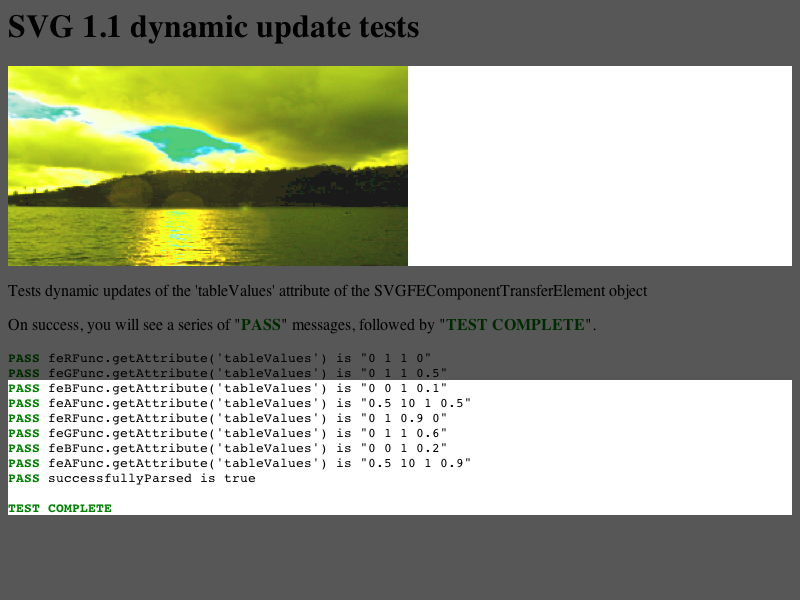 SVG 1.1 dynamic update tests
Tests dynamic updates of the 'tableValues' attribute of the SVGFEComponentTransferElement object
On success, you will see a series of "PASS" messages, followed by "TEST COMPLETE".
PASS feRFunc.getAttribute('tableValues') is "0 1 1 0"
PASS feGFunc.getAttribute('tableValues') is "0 1 1 0.5"
PASS feBFunc.getAttribute('tableValues') is "0 0 1 0.1"
PASS feAFunc.getAttribute('tableValues') is "0.5 10 1 0.5"
PASS feRFunc.getAttribute('tableValues') is "0 1 0.9 0"
PASS feGFunc.getAttribute('tableValues') is "0 1 1 0.6"
PASS feBFunc.getAttribute('tableValues') is "0 0 1 0.2"
PASS feAFunc.getAttribute('tableValues') is "0.5 10 1 0.9"
PASS successfullyParsed is true
TEST COMPLETE